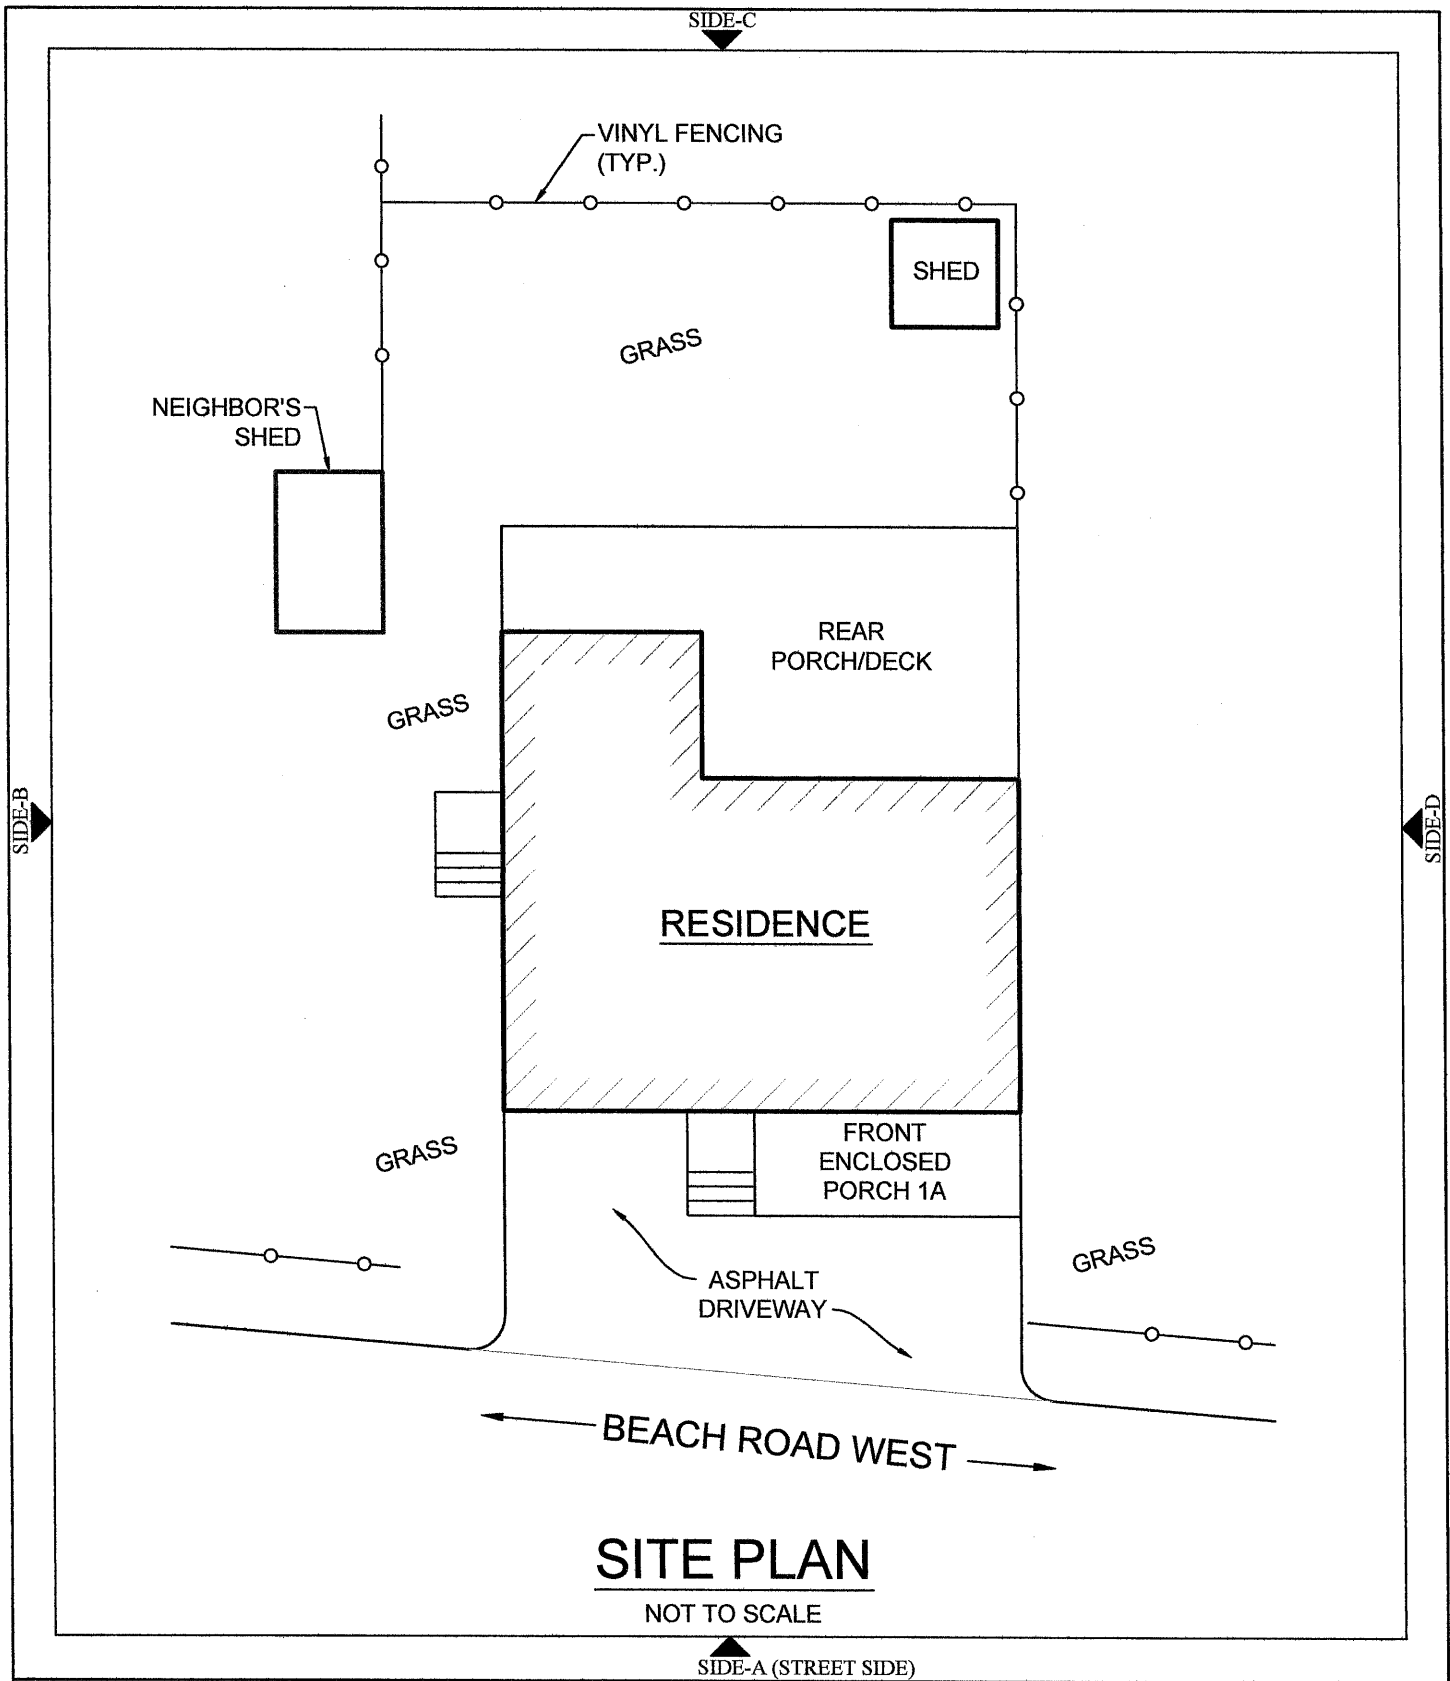 SIDE-C
VINYL FENCING
(TYP.)
SHED
GRASS
NEIGHBOR'S
SHED
REAR
PORCH/DECK
GRASS
SIDE-B
SIDE-D
RESIDENCE
FRONT
ENCLOSED
PORCH 1A
GRASS
GRASS
ASPHALT
DRIVEWAY
BEACH ROAD WEST
SITE PLAN
NOT TO SCALE
SIDE-A (STREET SIDE)